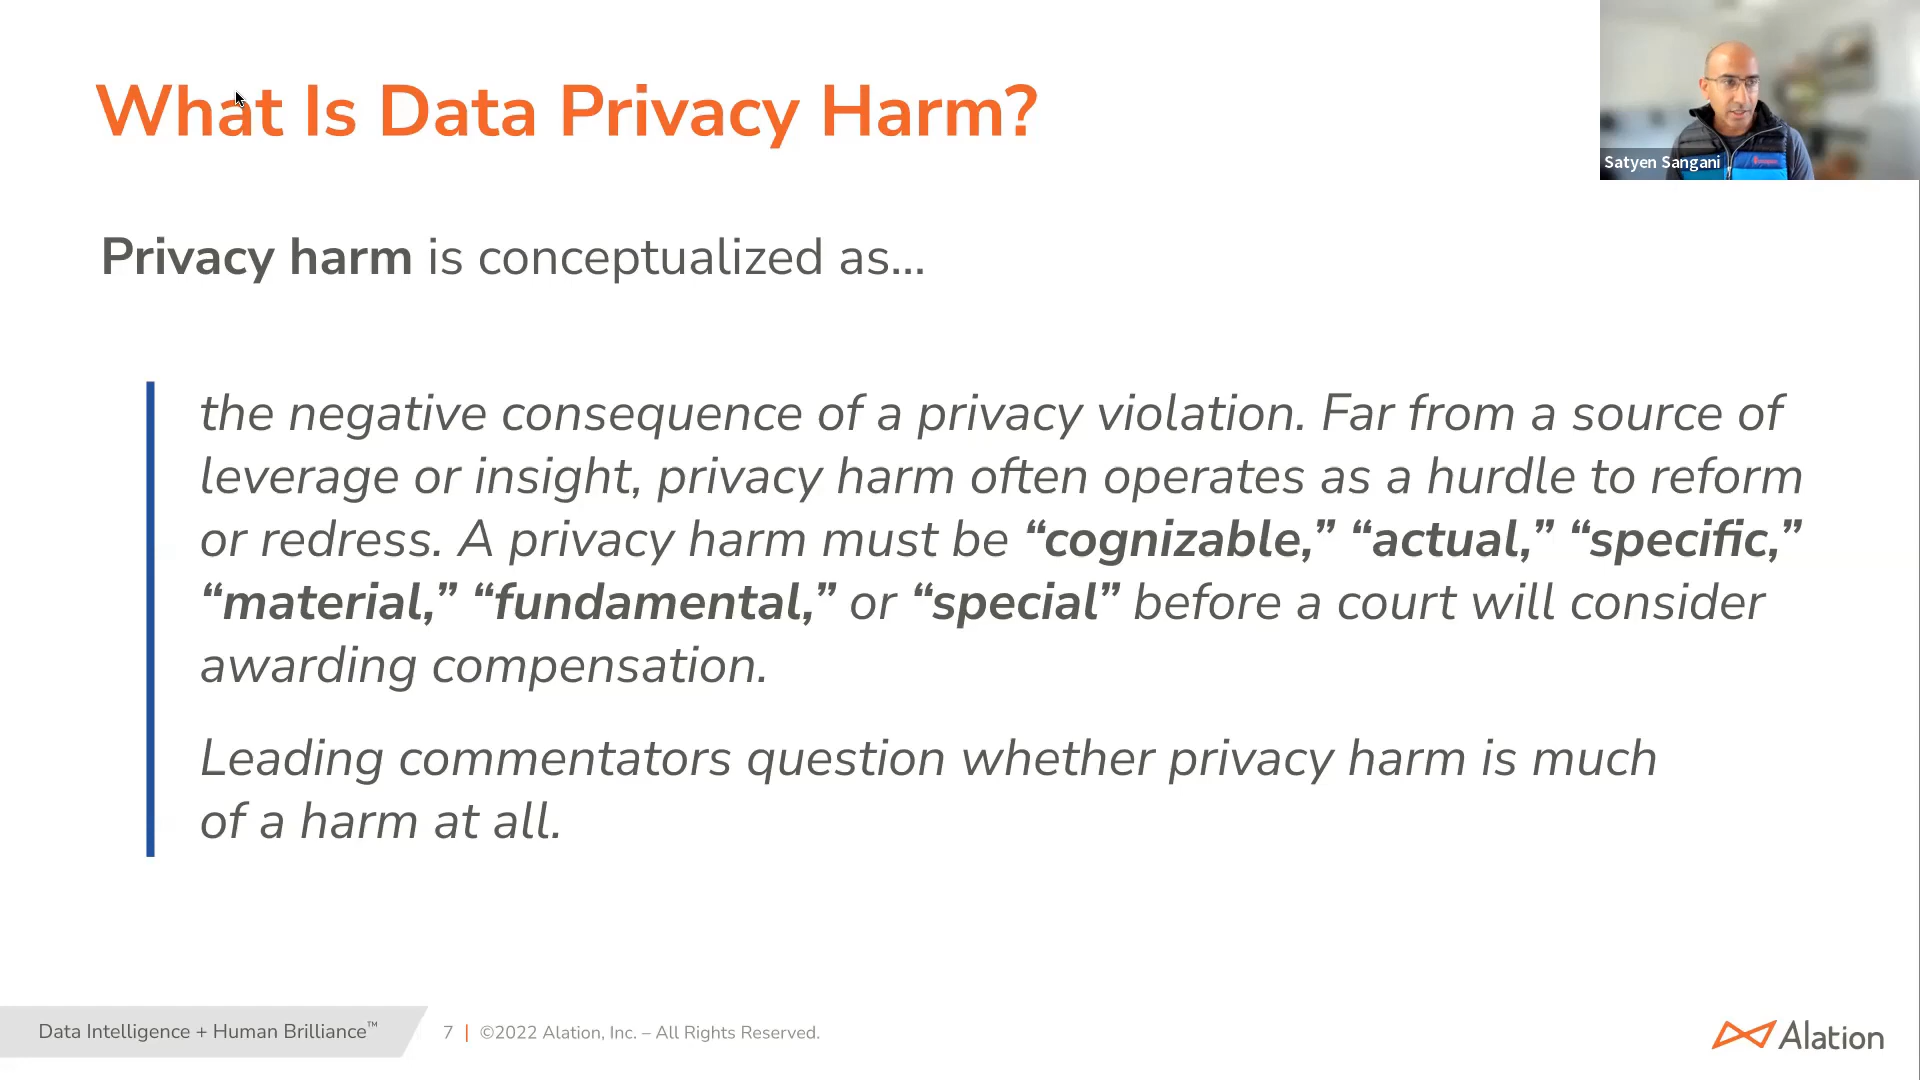 What Is Data Privacy Harm?
Satyen Sangani
Privacy harm is conceptualized as...
the negative consequence of a privacy violation. Far from a source of
leverage or insight, privacy harm often operates as a hurdle to reform
or redress. A privacy harm must be “cognizable,” “actual,” “specific,”
“material,” “fundamental,” or “special” before a court will consider
awarding compensation.
Leading commentators question whether privacy harm is much
of a harm at all.
Data Intelligence + Human Brilliance™
7 | ©2022 Alation, Inc. – All Rights Reserved.
Alation